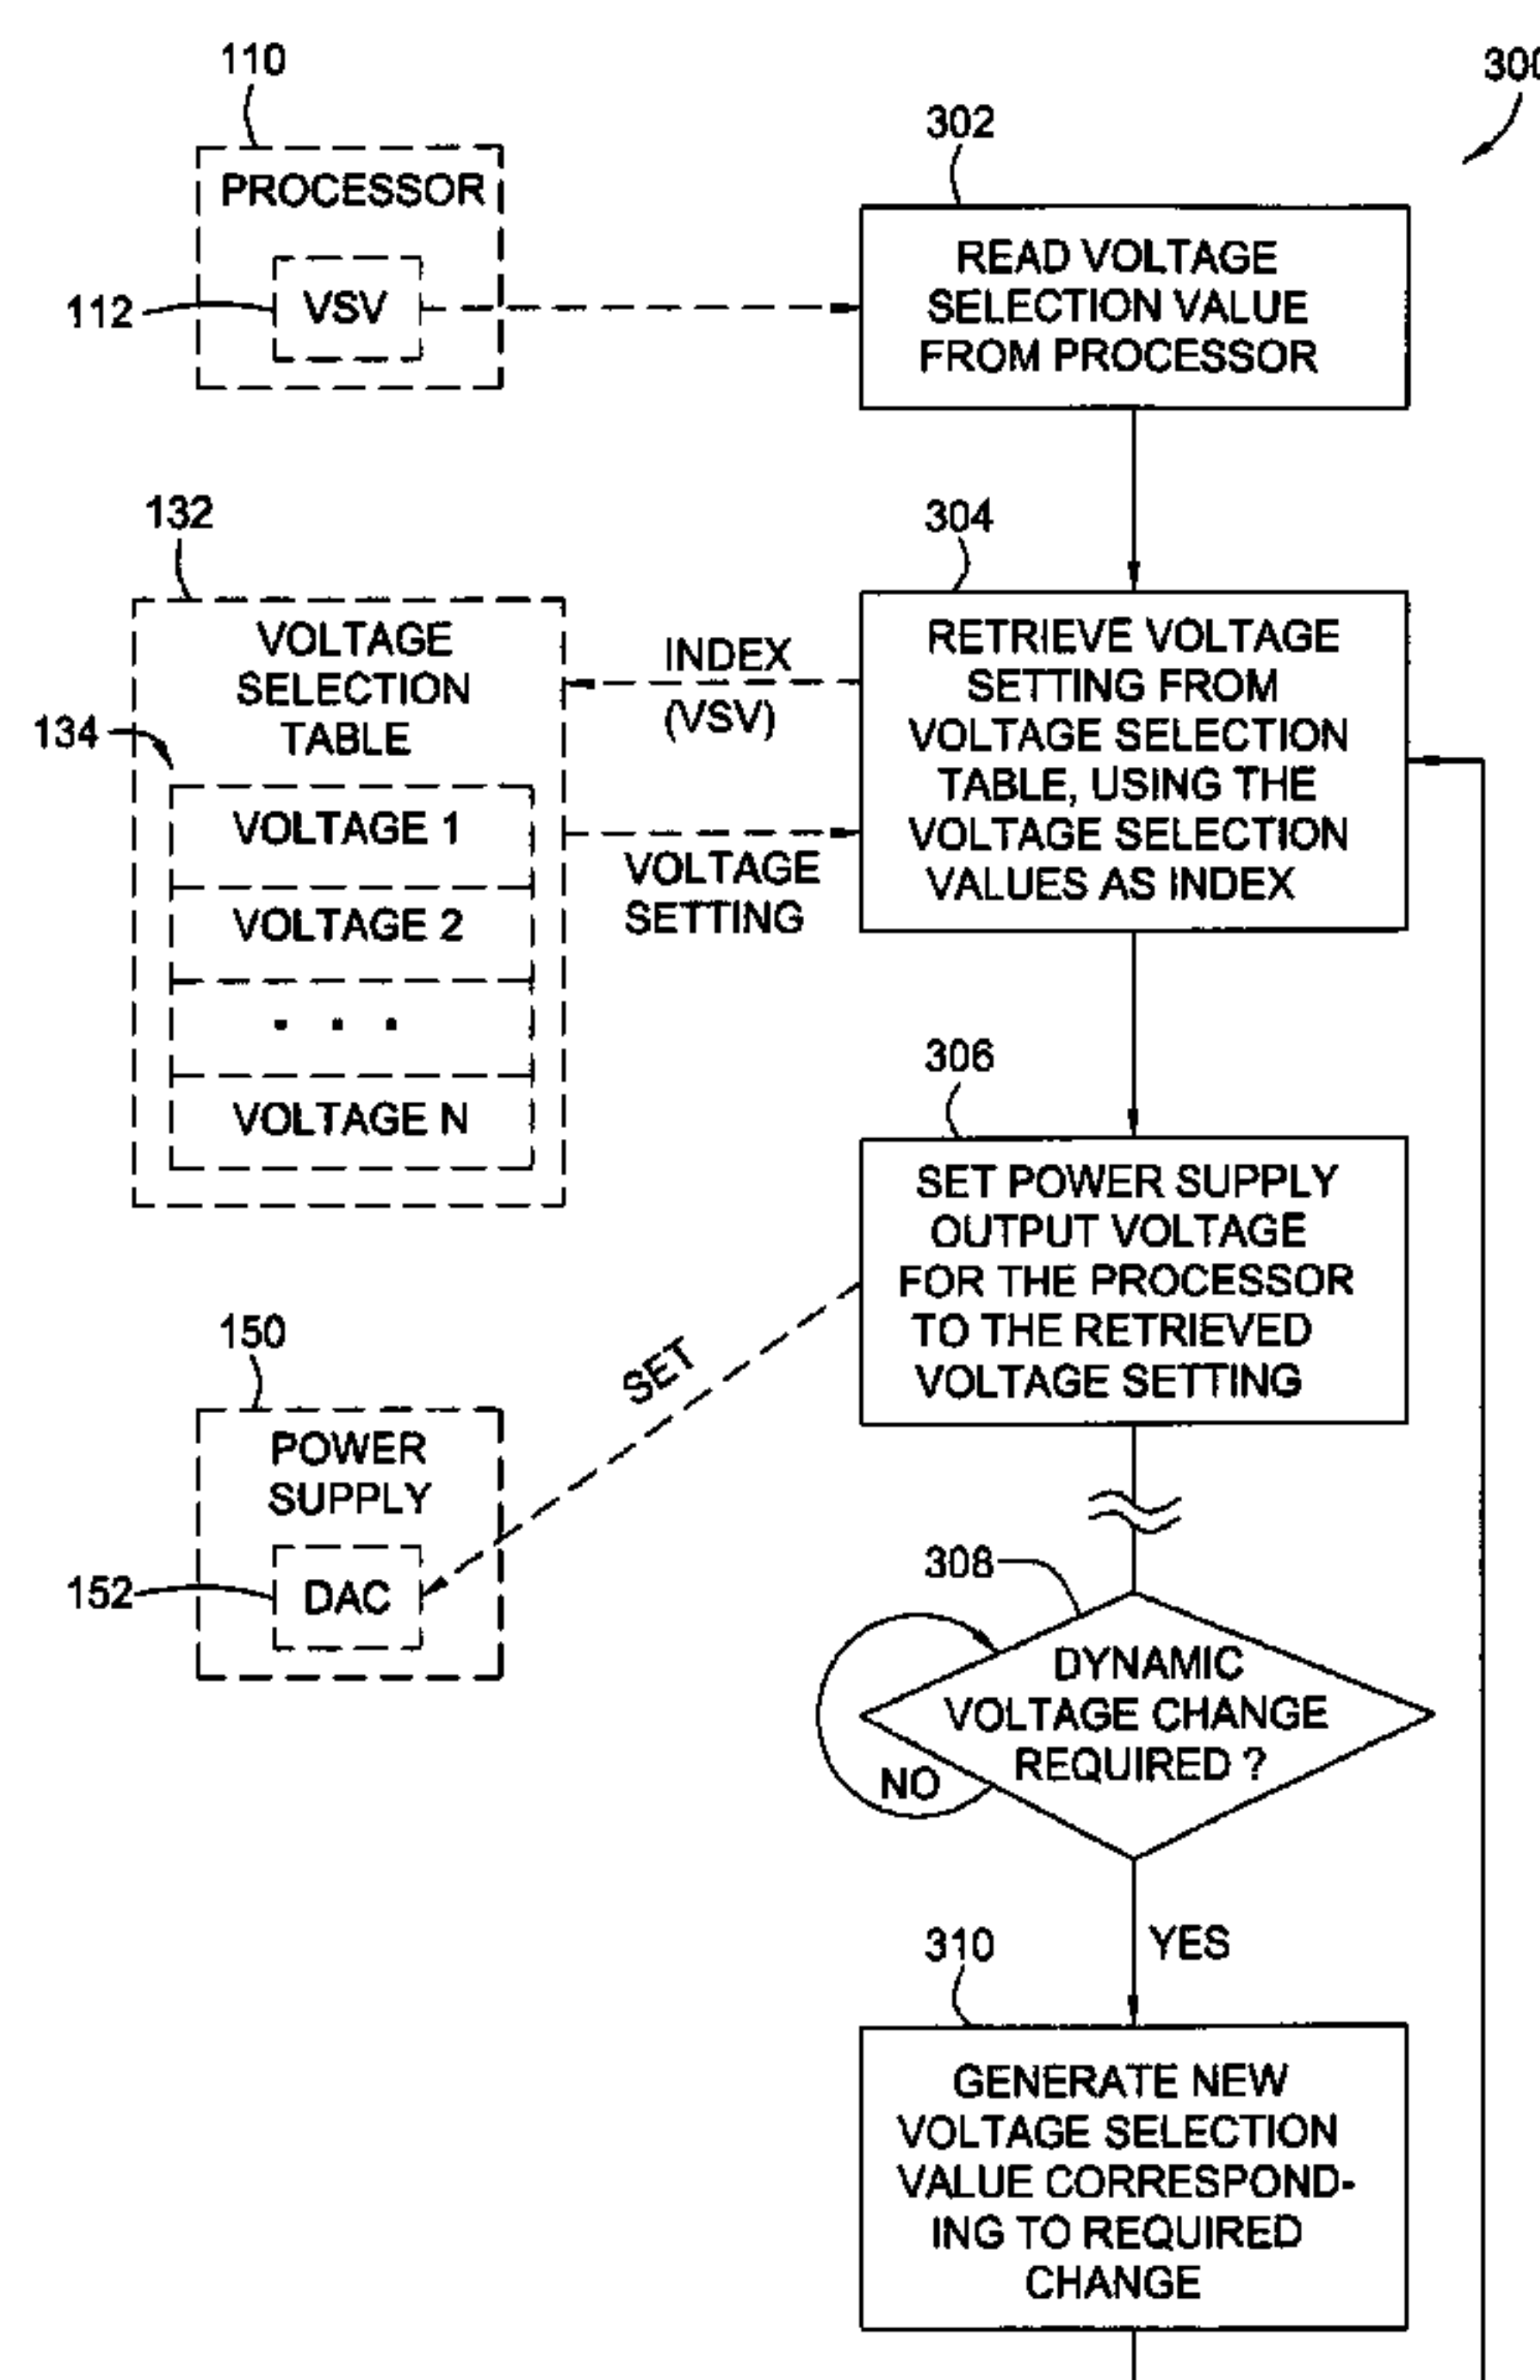 110
300
302
PROCESSOR
READ VOLTAGE
SELECTION VALUE
FROM PROCESSOR
112
VSV
132
304
VOLTAGE
SELECTION
TABLE
134
INDEX
(VSV)
RETRIEVE VOLTAGE
SETTING FROM
VOLTAGE SELECTION
TABLE, USING THE
VOLTAGE SELECTION
VALUES AS INDEX
VOLTAGE 1
VOLTAGE 2
. . .
VOLTAGE N
VOLTAGE
SETTING
306
SET POWER SUPPLY
OUTPUT VOLTAGE
FOR THE PROCESSOR
TO THE RETRIEVED
VOLTAGE SETTING
150
SET
POWER
SUPPLY
152
DAC
308
DYNAMIC
VOLTAGE CHANGE
REQUIRED ?
NO
YES
310
GENERATE NEW
VOLTAGE SELECTION
VALUE CORRESPOND-
ING TO REQUIRED
CHANGE